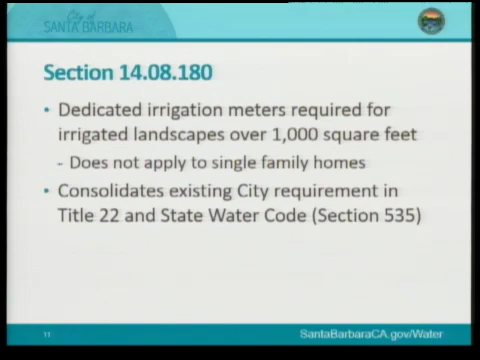 City of
SANTA BARBARA
Section 14.08.180
• Dedicated irrigation meters required for
irrigated landscapes over 1,000 square feet
- Does not apply to single family homes
• Consolidates existing City requirement in
Title 22 and State Water Code (Section 535)
11
SantaBarbaraCA.gov/Water